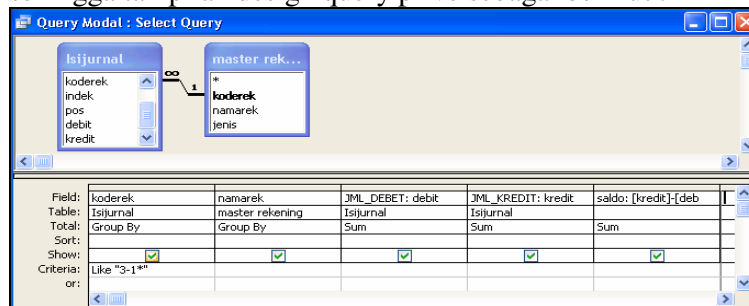 Query Modal : Select Query
Isijurnal
koderek
indek
pos
debit
kredit
∞
1
master rek...
*
koderek
namarek
jenis
Field: koderek namarek JML_DEBET: debit JML_KREDIT: kredit saldo: [kredit]-[deb
Table: Isijurnal master rekening Isijurnal Isijurnal
Total: Group By Group By Sum Sum Sum
Sort:
Show:
Criteria: Like "3-1*"
or: